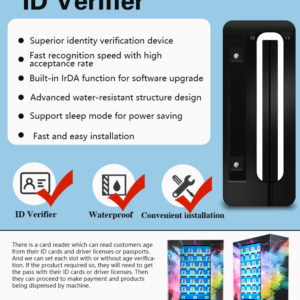 ID Verifier
Superior identity verification device
Fast recognition speed with high
acceptance rate
Built-in IrDA function for software upgrade
Advanced water-resistant structure design
Support sleep mode for power saving
Fast and easy installation
ID Verifier
Waterproof
Convenient installation
There is a card reader which can read customers age
from their ID cards and driver licenses or passports.
And we can set each slot with or without age verifica-
tion. If the product required so, they will need to get
the pass with their ID cards or driver licenses. Then
they can proceed to make payment and products
being dispensed by machine.